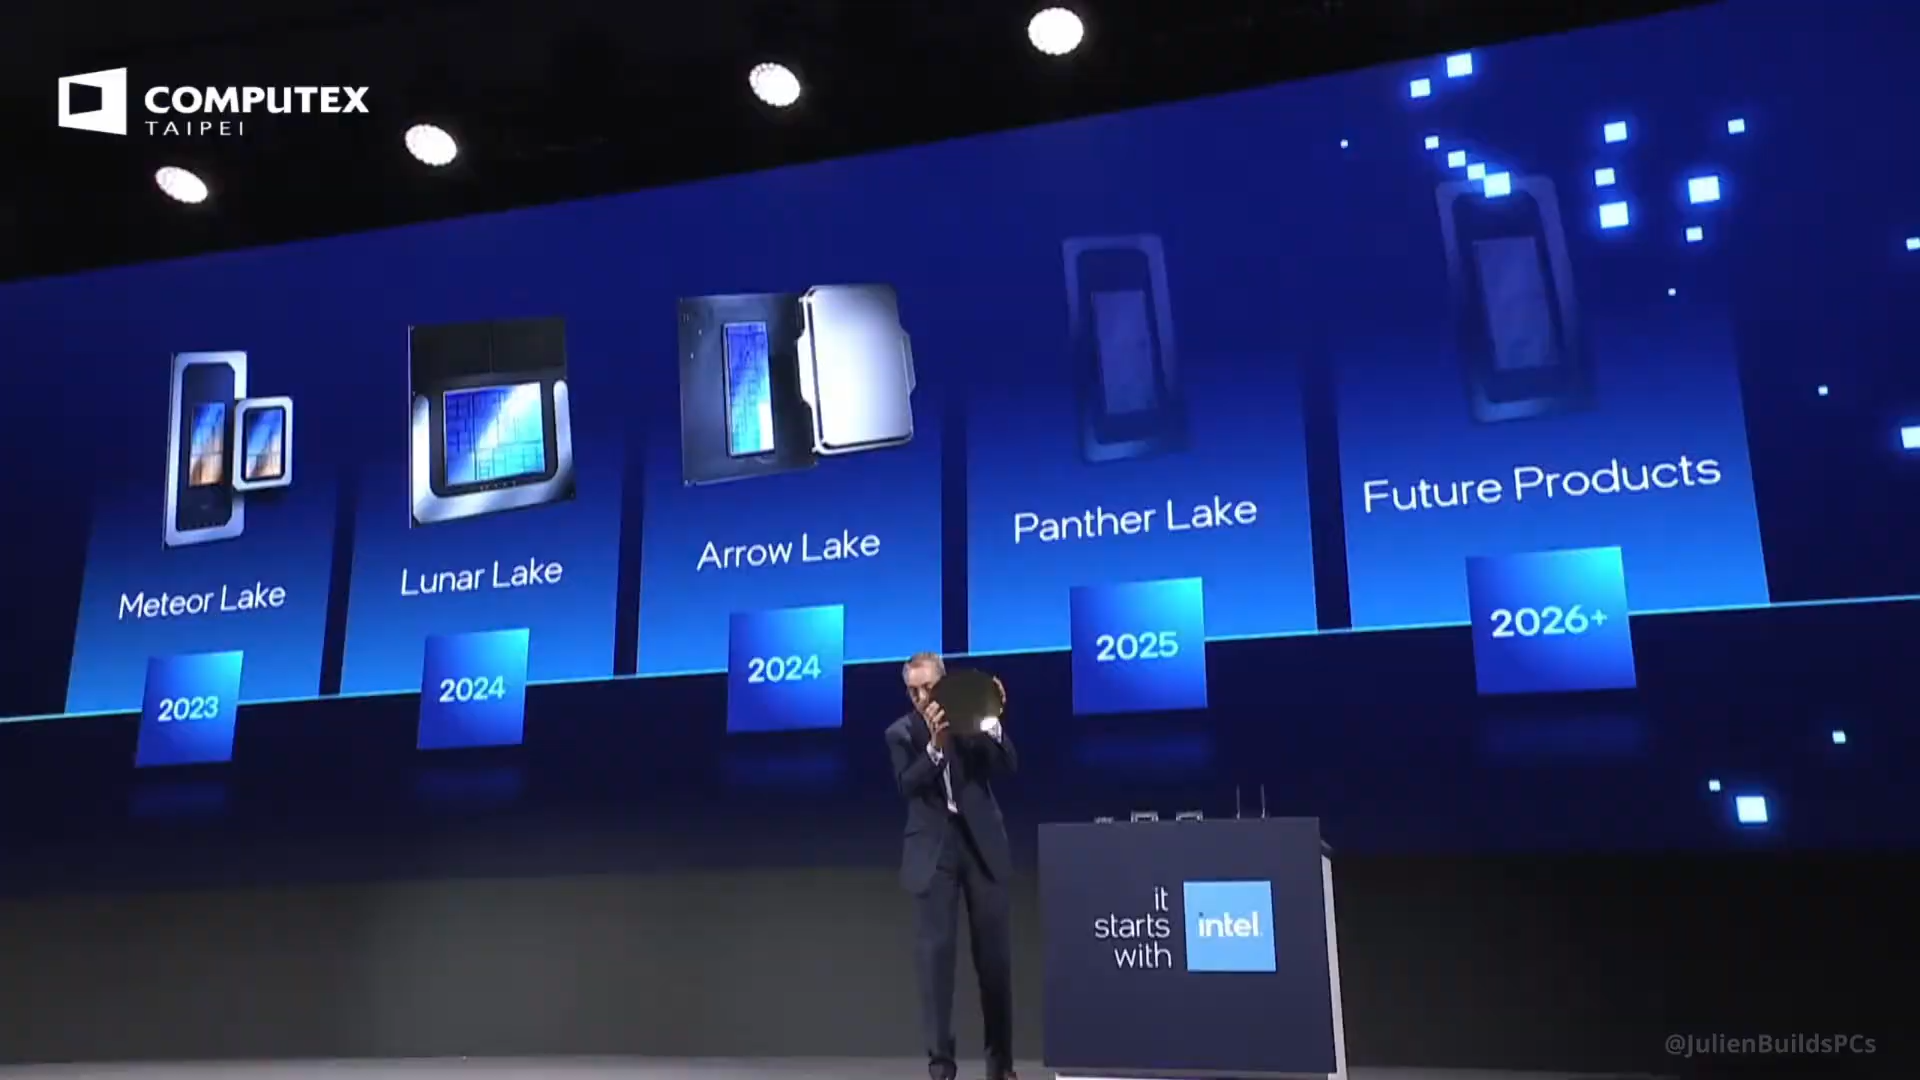 COMPUTEX
TAIPEI
Meteor Lake
Lunar Lake
Arrow Lake
Panther Lake
Future Products
2023
2024
2024
2025
2026+
it
starts
with
intel.
@JulienBuildsPCs